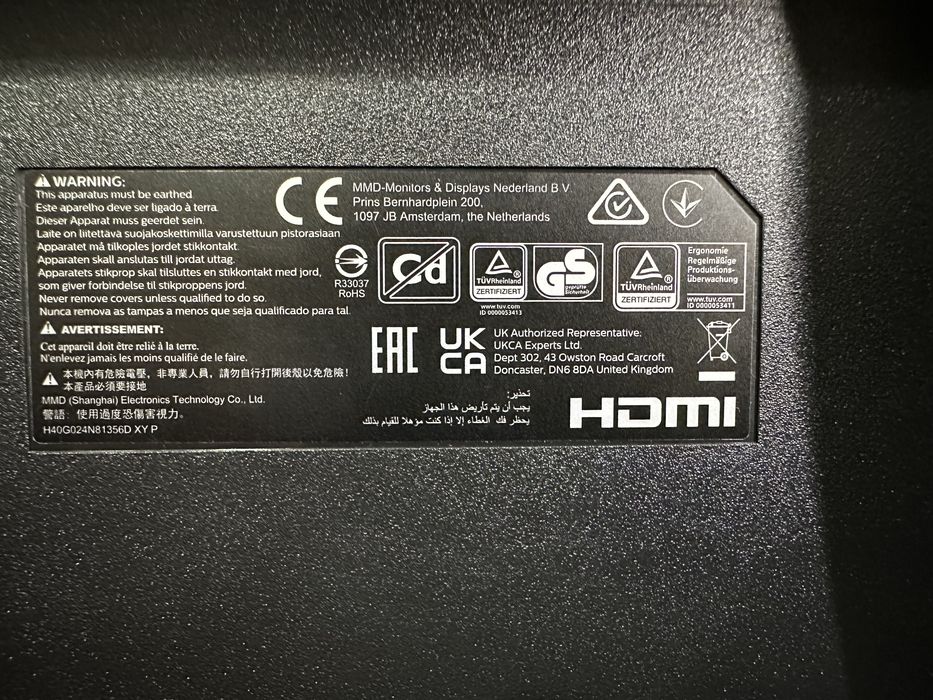 WARNING:
This apparatus must be earthed.
Este aparelho deve ser ligado à terra.
Dieser Apparat muss geerdet sein.
Laite on liitettävä suojakoskettimilla varustettuun pistorasiaan.
Apparatet må tilkoples jordet stikkontakt.
Apparaten skall anslutas till jordat uttag.
Apparatets stikprop skal tilsluttes en stikkontakt med jord,
som giver forbindelse til stikproppens jord.
Never remove covers unless qualified to do so.
Nunca remova as tampas a menos que seja qualificado para tal.
AVERTISSEMENT:
Cet appareil doit être relié à la terre.
N'enlevez jamais les moins qualifié de le faire.
本機內有危險電壓，非專業人員，請勿自行打開後殼以免危險！
本產品必須要接地
MMD (Shanghai) Electronics Technology Co., Ltd.
警語：使用過度恐傷害視力。
H40G024N81356D XY P
CE
MMD-Monitors & Displays Nederland B.V.
Prins Bernhardplein 200,
1097 JB Amsterdam, the Netherlands
R33037
RoHS
Cd
TÜVRheinland
ZERTIFIZIERT
GS
geprüfte
Sicherheit
www.tuv.com
ID 0000053413
TÜVRheinland
ZERTIFIZIERT
Ergonomie
Regelmäßige
Produktions-
überwachung
www.tuv.com
ID 0000053411
EAC
UK
CA
UK Authorized Representative:
UKCA Experts Ltd.
Dept 302, 43 Owston Road Carcroft
Doncaster, DN6 8DA United Kingdom
تحذير:
يجب أن يتم تأريض هذا الجهاز
يحظر فك الغطاء إلا إذا كنت مؤهلا للقيام بذلك
HDMI